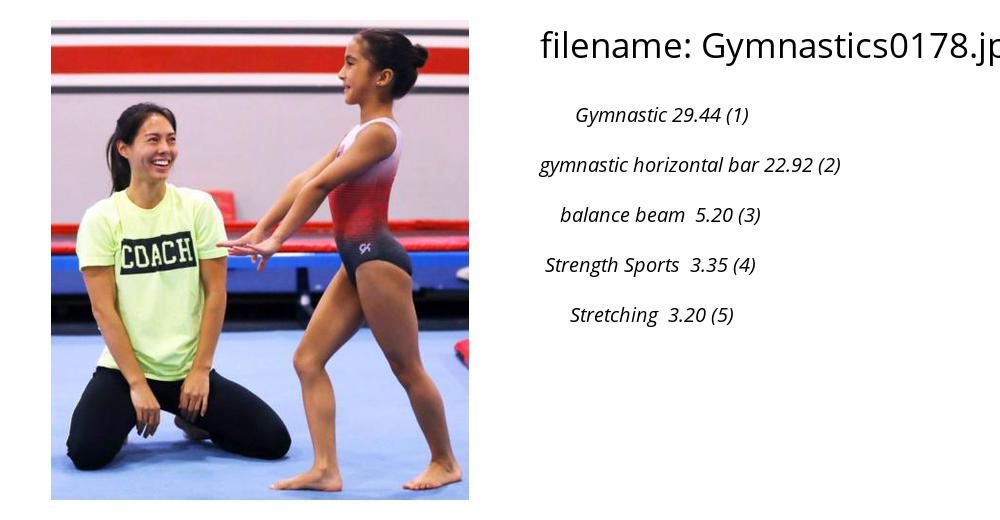 filename: Gymnastics0178.jp
Gymnastic 29.44 (1)
gymnastic horizontal bar 22.92 (2)
balance beam 5.20 (3)
Strength Sports 3.35 (4)
Stretching 3.20 (5)
COACH
GK